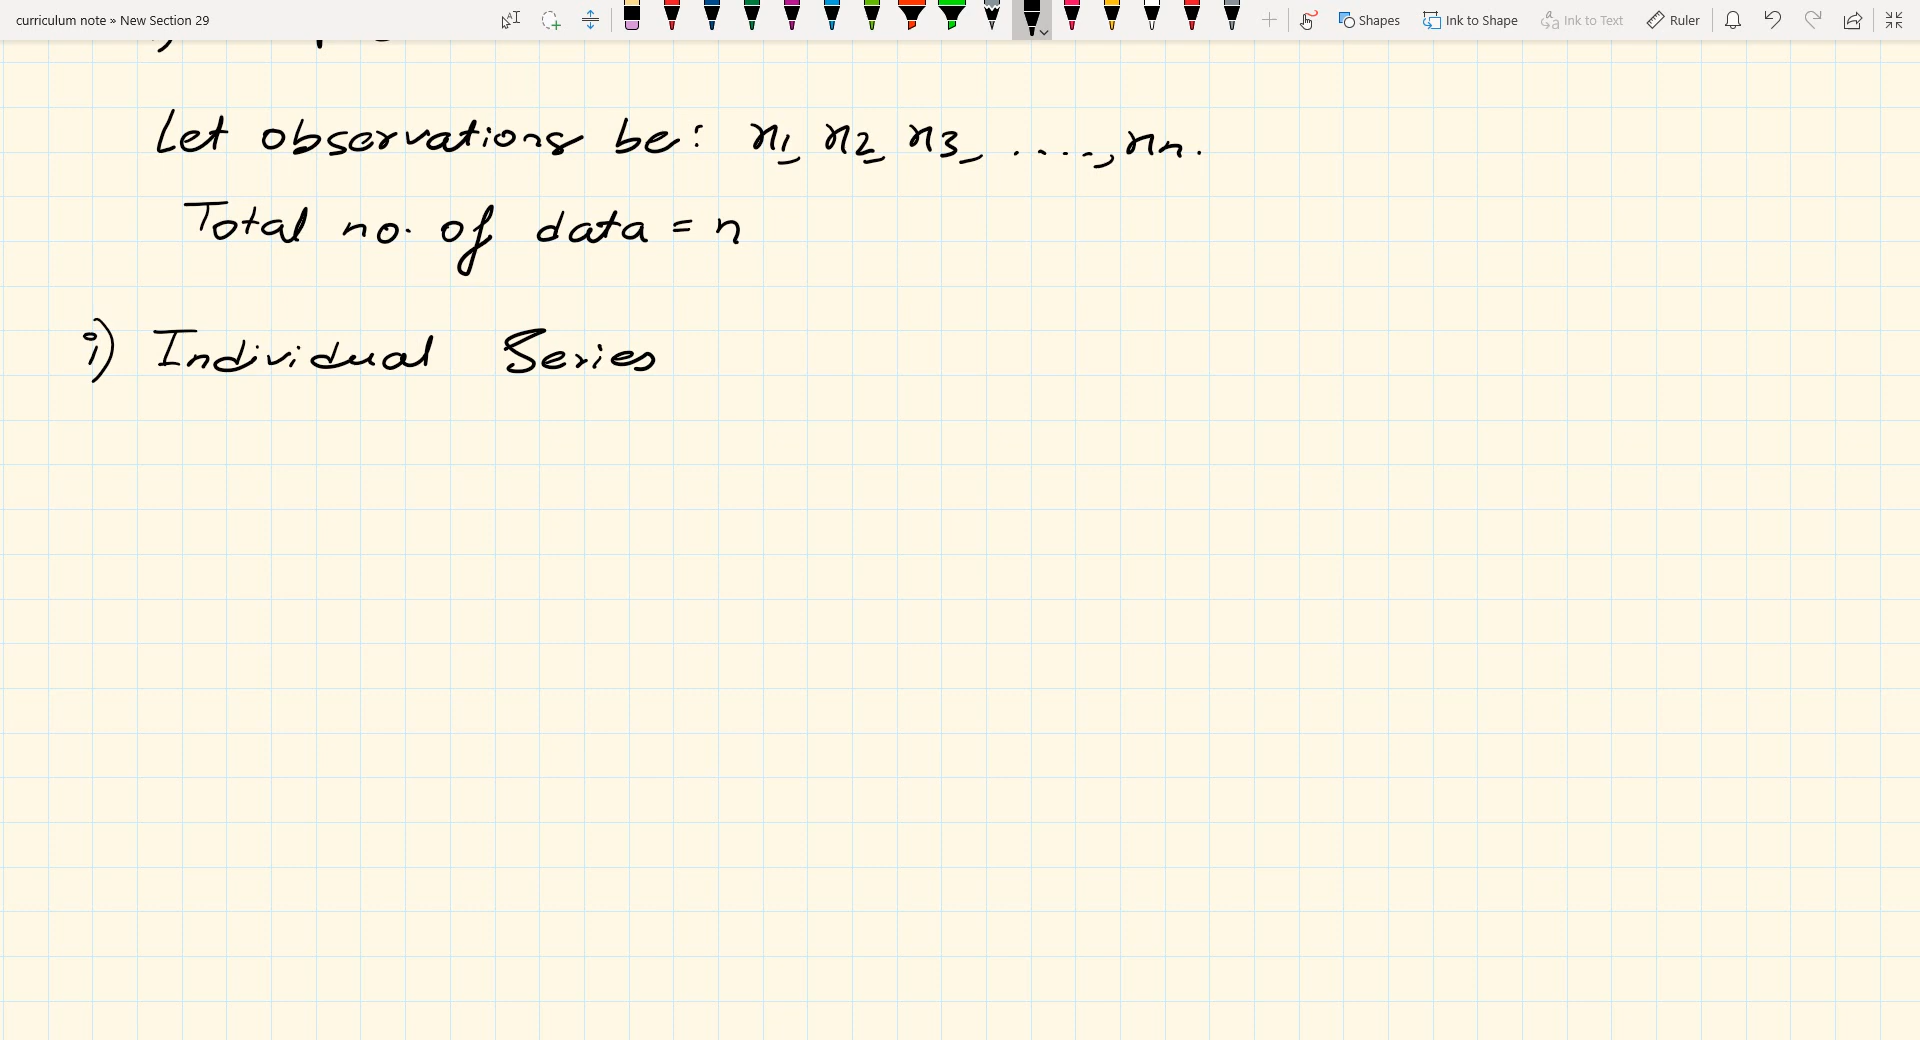 curriculum note » New Section 29
Shapes Ink to Shape Ink to Text Ruler
Let observations be: x1, x2, x3, ....., xn.
Total no. of data = n
i) Individual Series